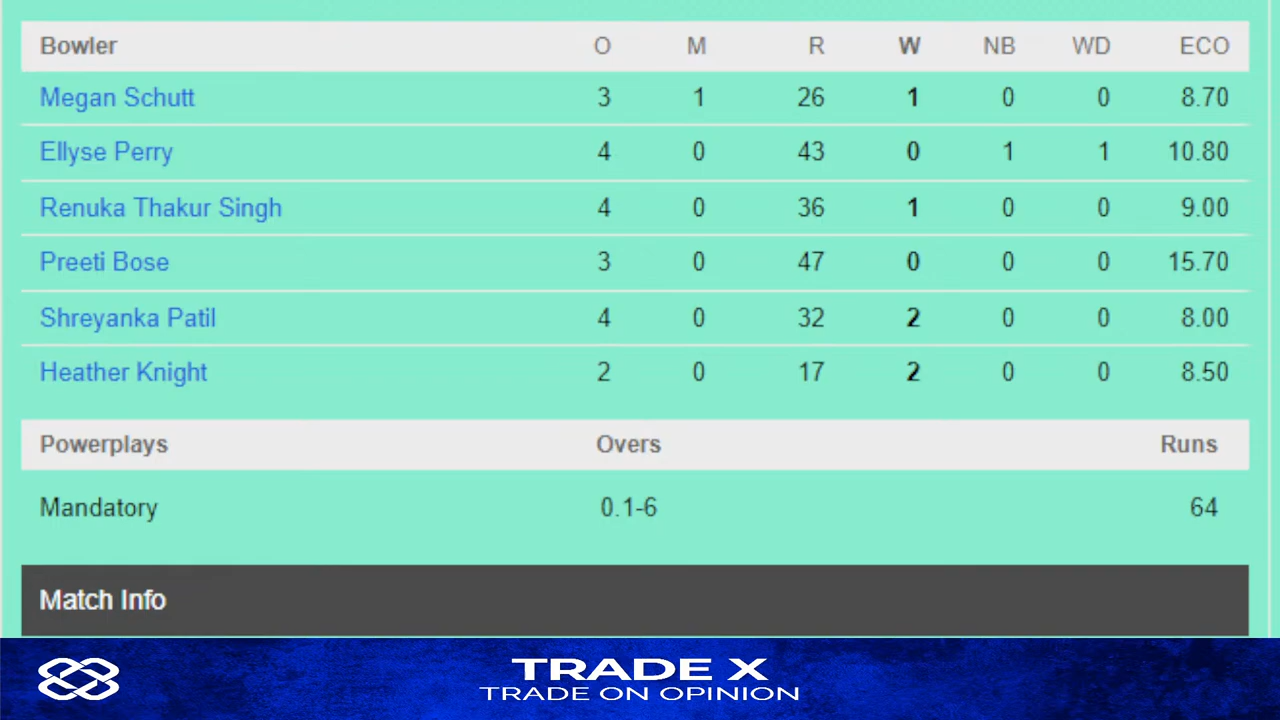 Bowler O M R W NB WD ECO
Megan Schutt 3 1 26 1 0 0 8.70
Ellyse Perry 4 0 43 0 1 1 10.80
Renuka Thakur Singh 4 0 36 1 0 0 9.00
Preeti Bose 3 0 47 0 0 0 15.70
Shreyanka Patil 4 0 32 2 0 0 8.00
Heather Knight 2 0 17 2 0 0 8.50
Powerplays Overs Runs
Mandatory 0.1-6 64
Match Info
TRADE X
TRADE ON OPINION